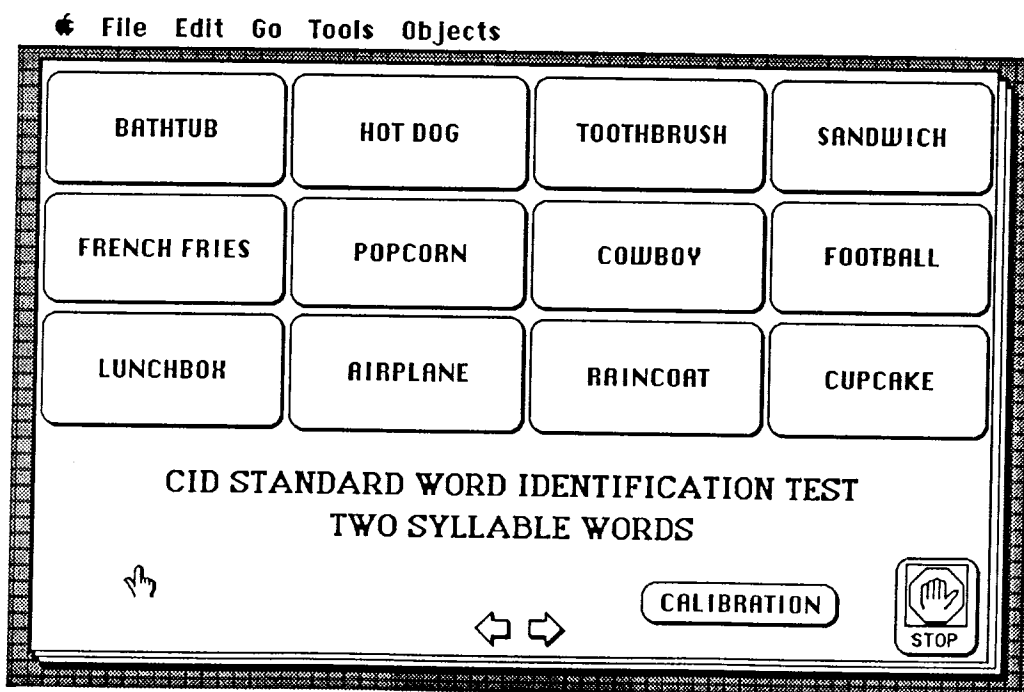 File Edit Go Tools Objects
BATHTUB HOT DOG TOOTHBRUSH SANDWICH
FRENCH FRIES POPCORN COWBOY FOOTBALL
LUNCHBOX AIRPLANE RAINCOAT CUPCAKE
CID STANDARD WORD IDENTIFICATION TEST
TWO SYLLABLE WORDS
CALIBRATION
STOP